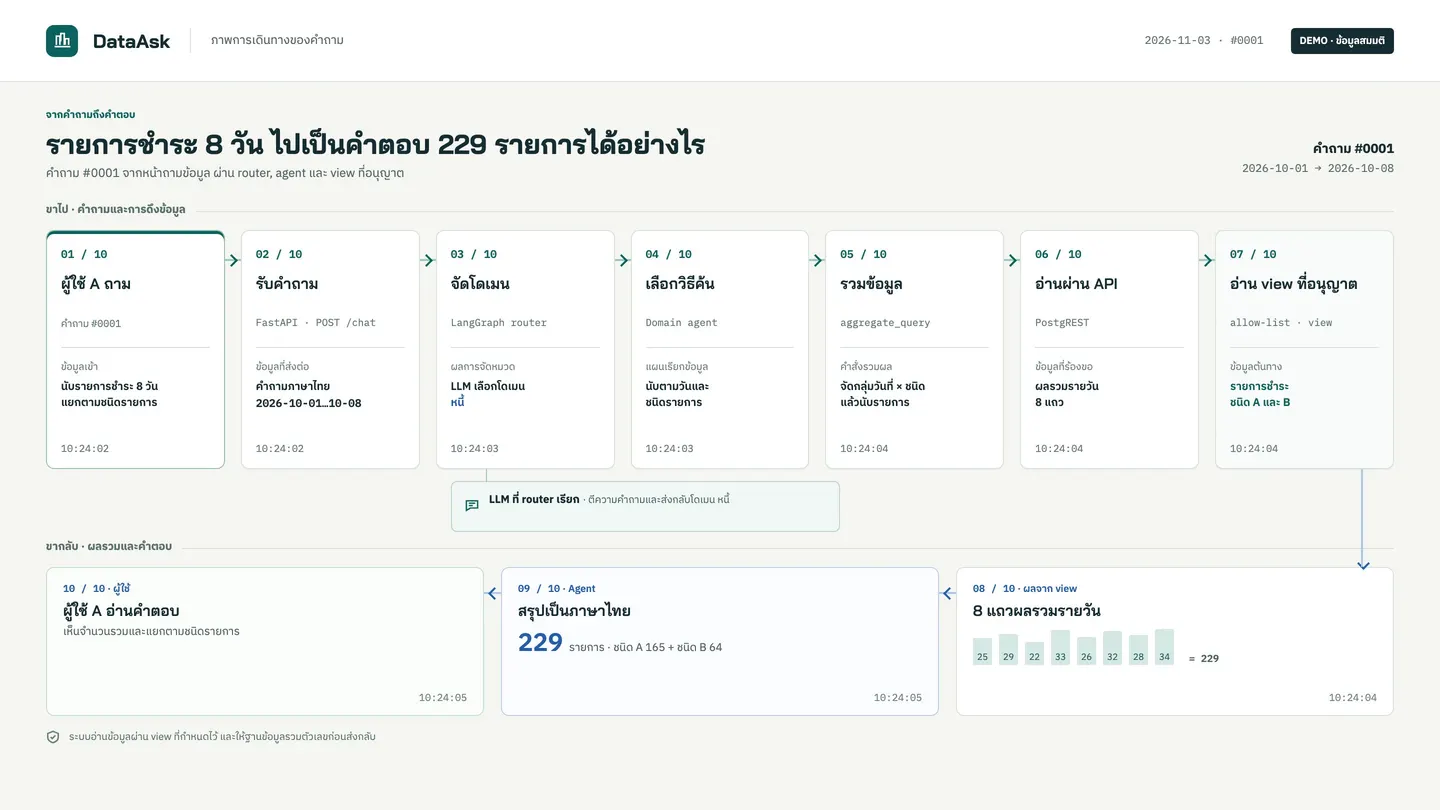 DataAsk
ภาพการเดินทางของคำถาม
2026-11-03 · #0001
DEMO · ข้อมูลสมมติ
จากคำถามถึงคำตอบ
รายการชำระ 8 วัน ไปเป็นคำตอบ 229 รายการได้อย่างไร
คำถาม #0001 จากหน้าถามข้อมูล ผ่าน router, agent และ view ที่อนุญาต
คำถาม #0001
2026-10-01 → 2026-10-08
ขาไป · คำถามและการดึงข้อมูล
01 / 10
ผู้ใช้ A ถาม
คำถาม #0001
ข้อมูลเข้า
นับรายการชำระ 8 วัน
แยกตามชนิดรายการ
10:24:02
02 / 10
รับคำถาม
FastAPI · POST /chat
ข้อมูลที่ส่งต่อ
คำถามภาษาไทย
2026-10-01…10-08
10:24:02
03 / 10
จัดโดเมน
LangGraph router
ผลการจัดหมวด
LLM เลือกโดเมน
หนี้
10:24:03
04 / 10
เลือกวิธีค้น
Domain agent
แผนเรียกข้อมูล
นับตามวันและ
ชนิดรายการ
10:24:03
05 / 10
รวมข้อมูล
aggregate_query
คำสั่งรวมผล
จัดกลุ่มวันที่ × ชนิด
แล้วนับรายการ
10:24:04
06 / 10
อ่านผ่าน API
PostgREST
ข้อมูลที่ร้องขอ
ผลรวมรายวัน
8 แถว
10:24:04
07 / 10
อ่าน view ที่อนุญาต
allow-list · view
ข้อมูลต้นทาง
รายการชำระ
ชนิด A และ B
10:24:04
LLM ที่ router เรียก · ตีความคำถามและส่งกลับโดเมน หนี้
ขากลับ · ผลรวมและคำตอบ
10 / 10 · ผู้ใช้
ผู้ใช้ A อ่านคำตอบ
เห็นจำนวนรวมและแยกตามชนิดรายการ
10:24:05
09 / 10 · Agent
สรุปเป็นภาษาไทย
229 รายการ · ชนิด A 165 + ชนิด B 64
10:24:05
08 / 10 · ผลจาก view
8 แถวผลรวมรายวัน
25 29 22 33 26 32 28 34 = 229
10:24:04
ระบบอ่านข้อมูลผ่าน view ที่กำหนดไว้ และให้ฐานข้อมูลรวมตัวเลขก่อนส่งกลับ